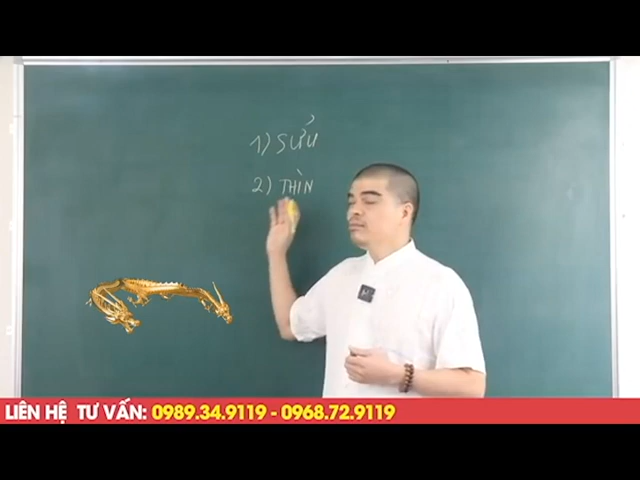 1) SỬU
2) THÌN
LIÊN HỆ TƯ VẤN: 0989.34.9119 - 0968.72.9119